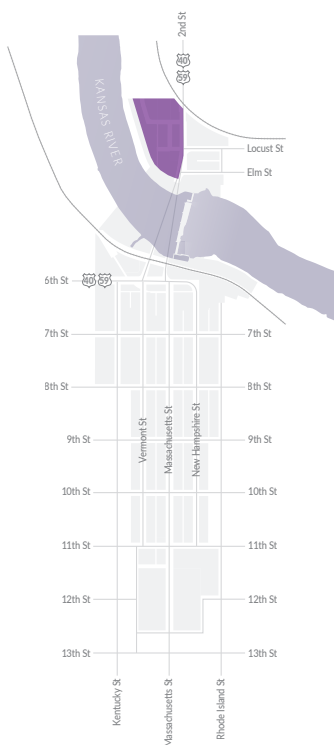 2nd St
40
59
KANSAS RIVER
Locust St
Elm St
6th St
40
59
7th St
7th St
8th St
8th St
Vermont St
Massachusetts St
New Hampshire St
9th St
9th St
10th St
10th St
11th St
11th St
12th St
12th St
13th St
13th St
Kentucky St
Massachusetts St
Rhode Island St